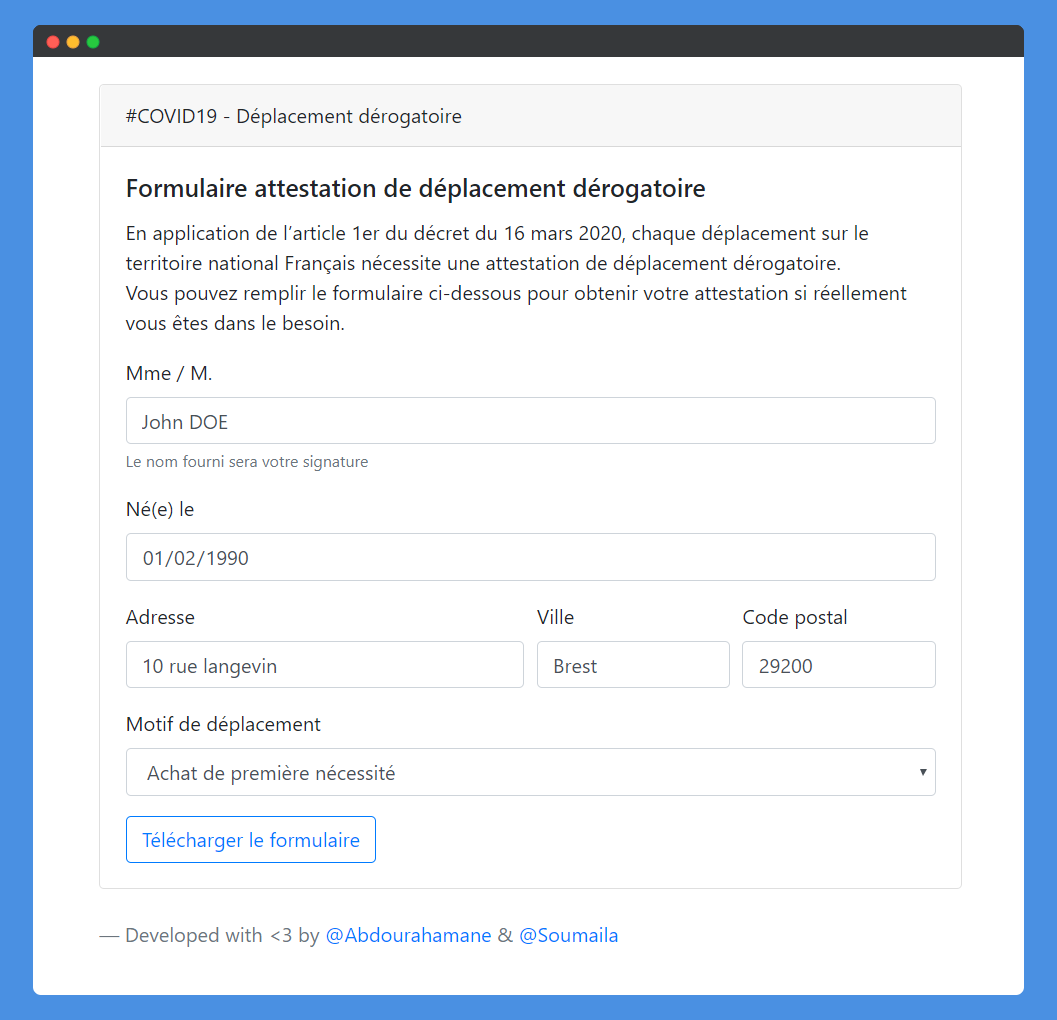 #COVID19 - Déplacement dérogatoire
Formulaire attestation de déplacement dérogatoire
En application de l’article 1er du décret du 16 mars 2020, chaque déplacement sur le
territoire national Français nécessite une attestation de déplacement dérogatoire.
Vous pouvez remplir le formulaire ci-dessous pour obtenir votre attestation si réellement
vous êtes dans le besoin.
Mme / M.
John DOE
Le nom fourni sera votre signature
Né(e) le
01/02/1990
Adresse Ville Code postal
10 rue langevin Brest 29200
Motif de déplacement
Achat de première nécessité
Télécharger le formulaire
— Developed with <3 by @Abdourahamane & @Soumaila